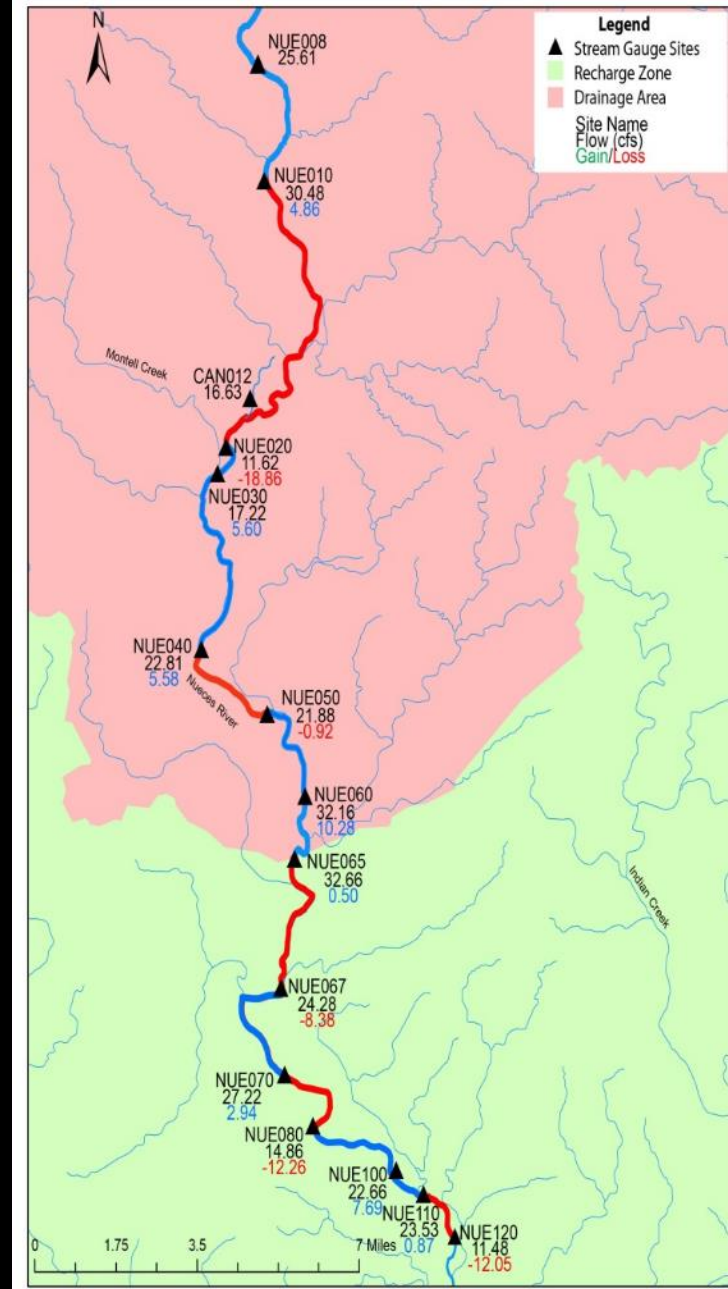 N
Legend
Stream Gauge Sites
Recharge Zone
Drainage Area
Site Name
Flow (cfs)
Gain/Loss
NUE008
25.61
NUE010
30.48
4.86
Montell Creek
CAN012
16.63
NUE020
11.62
-18.86
NUE030
17.22
5.60
NUE040
22.81
5.58
Nueces River
NUE050
21.88
-0.92
NUE060
32.16
10.28
NUE065
32.66
0.50
Indian Creek
NUE067
24.28
-8.38
NUE070
27.22
2.94
NUE080
14.86
-12.26
NUE100
22.66
7.69
NUE110
23.53
0.87
NUE120
11.48
-12.05
0 1.75 3.5 7 Miles